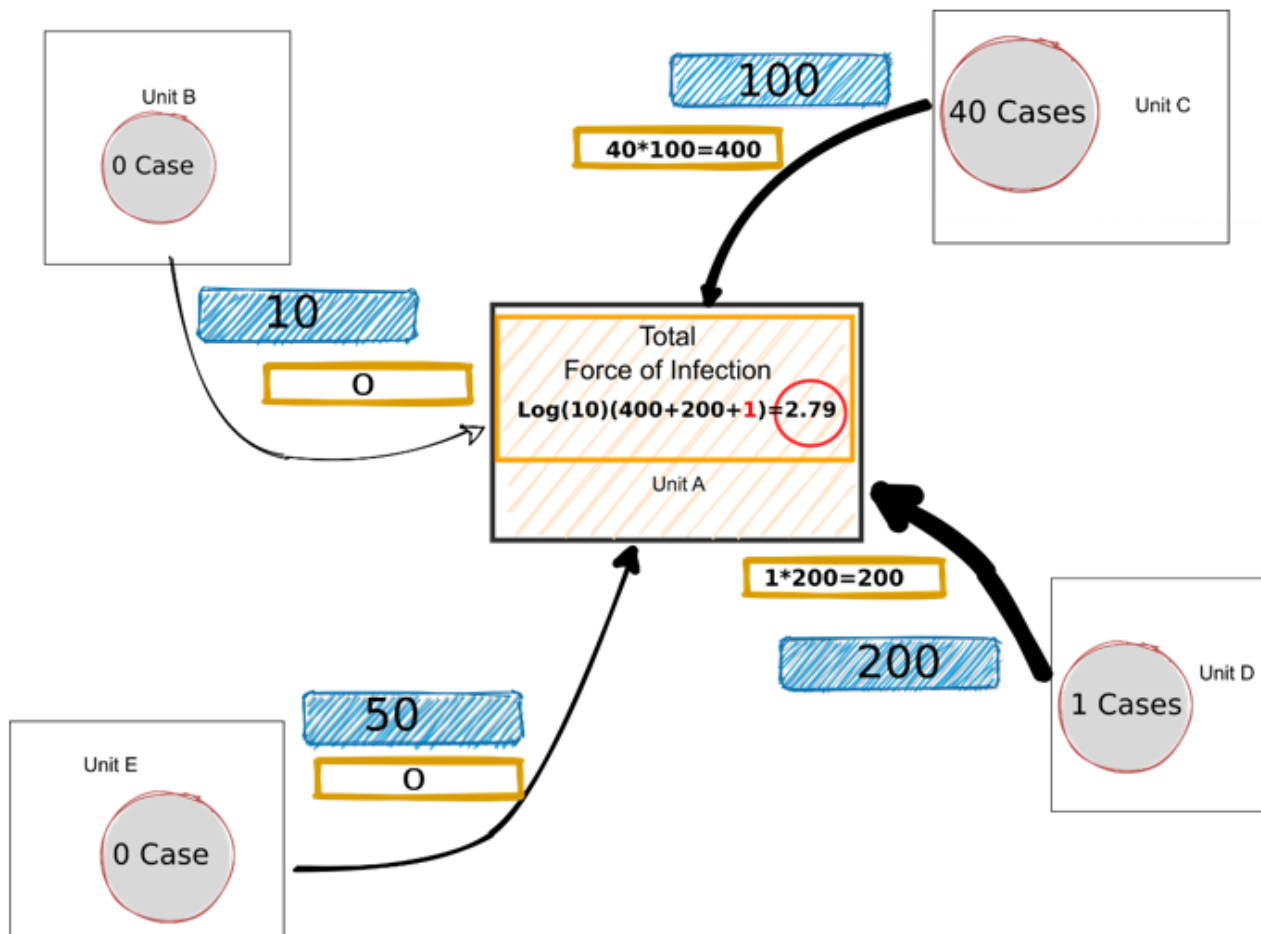 Unit B
0 Case
10
O
100
40*100=400
40 Cases
Unit C
Total
Force of Infection
Log(10)(400+200+1)=2.79
Unit A
1*200=200
200
1 Cases
Unit D
50
O
Unit E
0 Case